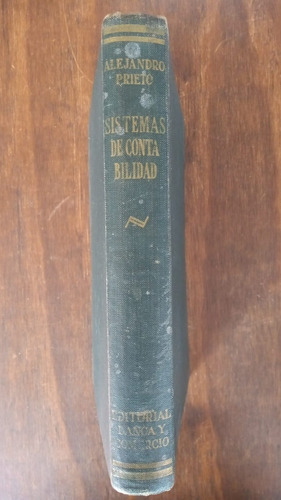 ALEJANDRO
PRIETO
SISTEMAS
DE CONTA
BILIDAD
EDITORIAL
BANCA Y
COMERCIO